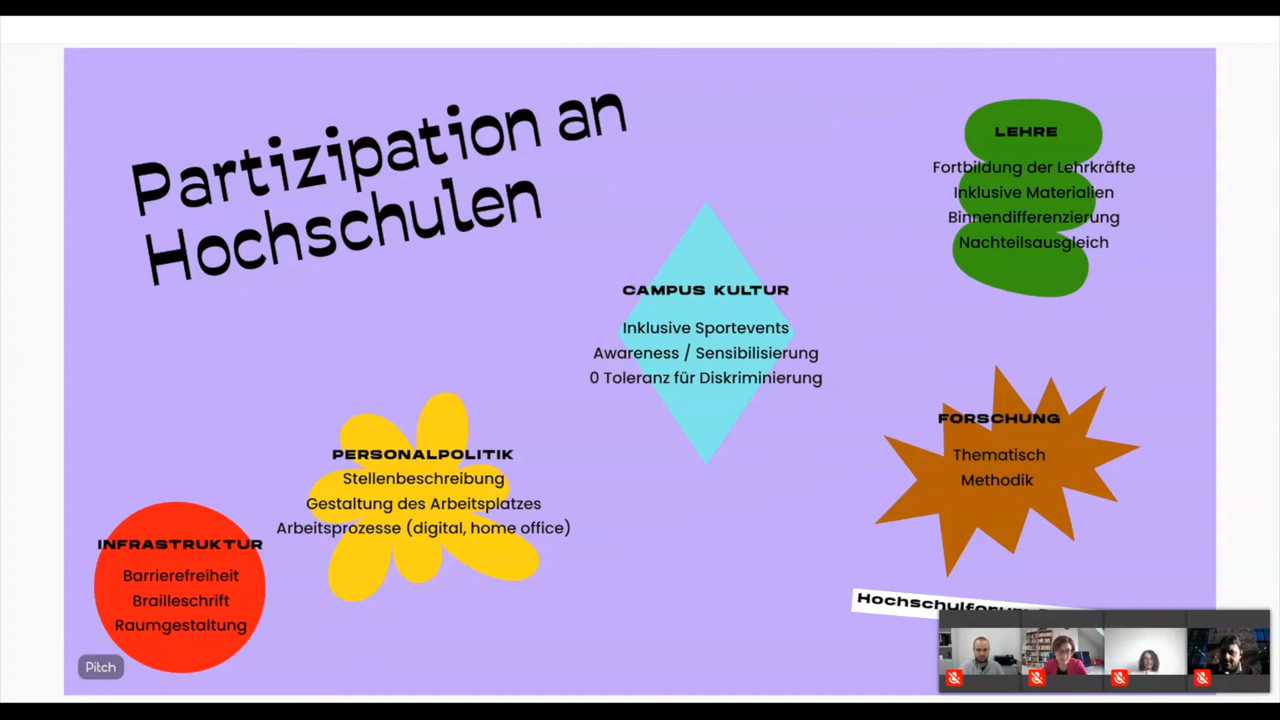 Partizipation an
Hochschulen
LEHRE
Fortbildung der Lehrkräfte
Inklusive Materialien
Binnendifferenzierung
Nachteilsausgleich
CAMPUS KULTUR
Inklusive Sportevents
Awareness / Sensibilisierung
0 Toleranz für Diskriminierung
FORSCHUNG
Thematisch
Methodik
PERSONALPOLITIK
Stellenbeschreibung
Gestaltung des Arbeitsplatzes
Arbeitsprozesse (digital, home office)
INFRASTRUKTUR
Barrierefreiheit
Brailleschrift
Raumgestaltung
Hochschulforum
Pitch